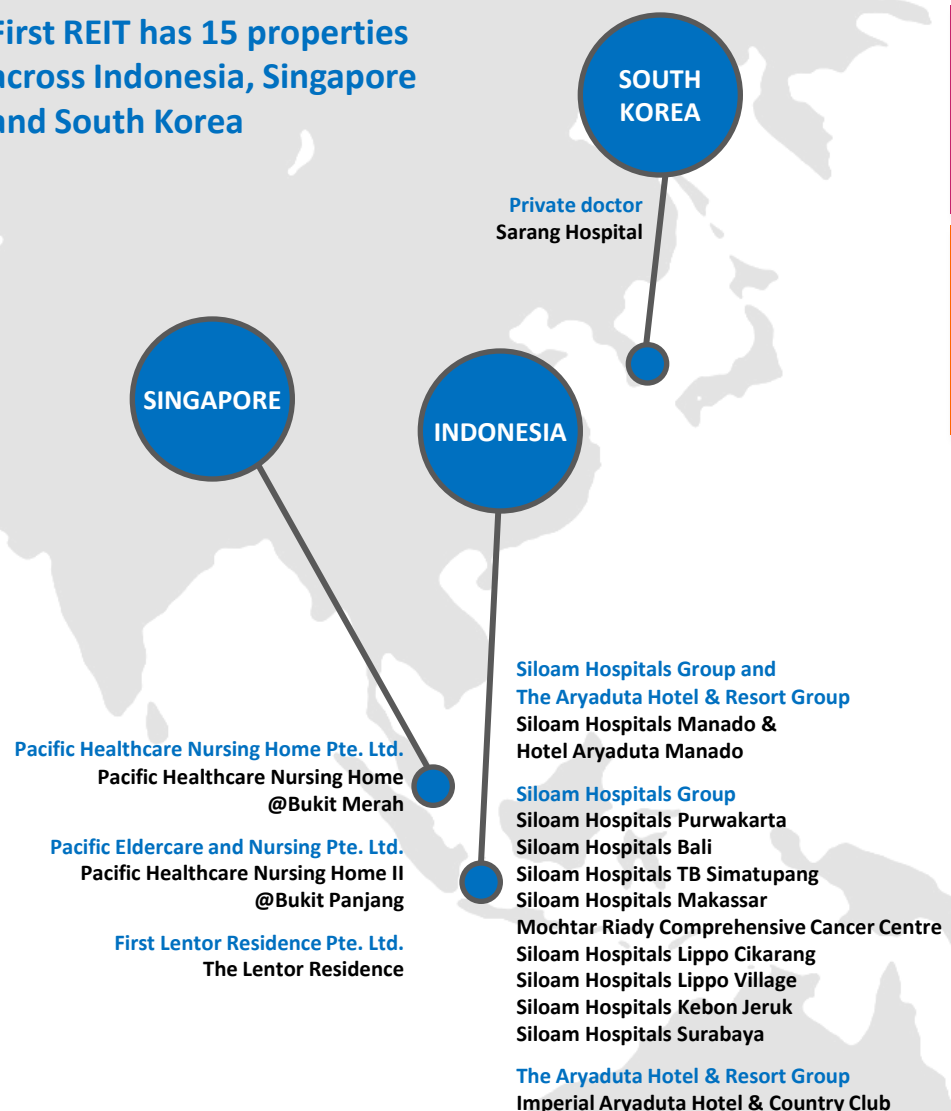 First REIT has 15 properties
across Indonesia, Singapore
and South Korea
SOUTH
KOREA
Private doctor
Sarang Hospital
SINGAPORE
INDONESIA
Pacific Healthcare Nursing Home Pte. Ltd.
Pacific Healthcare Nursing Home
@Bukit Merah
Pacific Eldercare and Nursing Pte. Ltd.
Pacific Healthcare Nursing Home II
@Bukit Panjang
First Lentor Residence Pte. Ltd.
The Lentor Residence
Siloam Hospitals Group and
The Aryaduta Hotel & Resort Group
Siloam Hospitals Manado &
Hotel Aryaduta Manado
Siloam Hospitals Group
Siloam Hospitals Purwakarta
Siloam Hospitals Bali
Siloam Hospitals TB Simatupang
Siloam Hospitals Makassar
Mochtar Riady Comprehensive Cancer Centre
Siloam Hospitals Lippo Cikarang
Siloam Hospitals Lippo Village
Siloam Hospitals Kebon Jeruk
Siloam Hospitals Surabaya
The Aryaduta Hotel & Resort Group
Imperial Aryaduta Hotel & Country Club